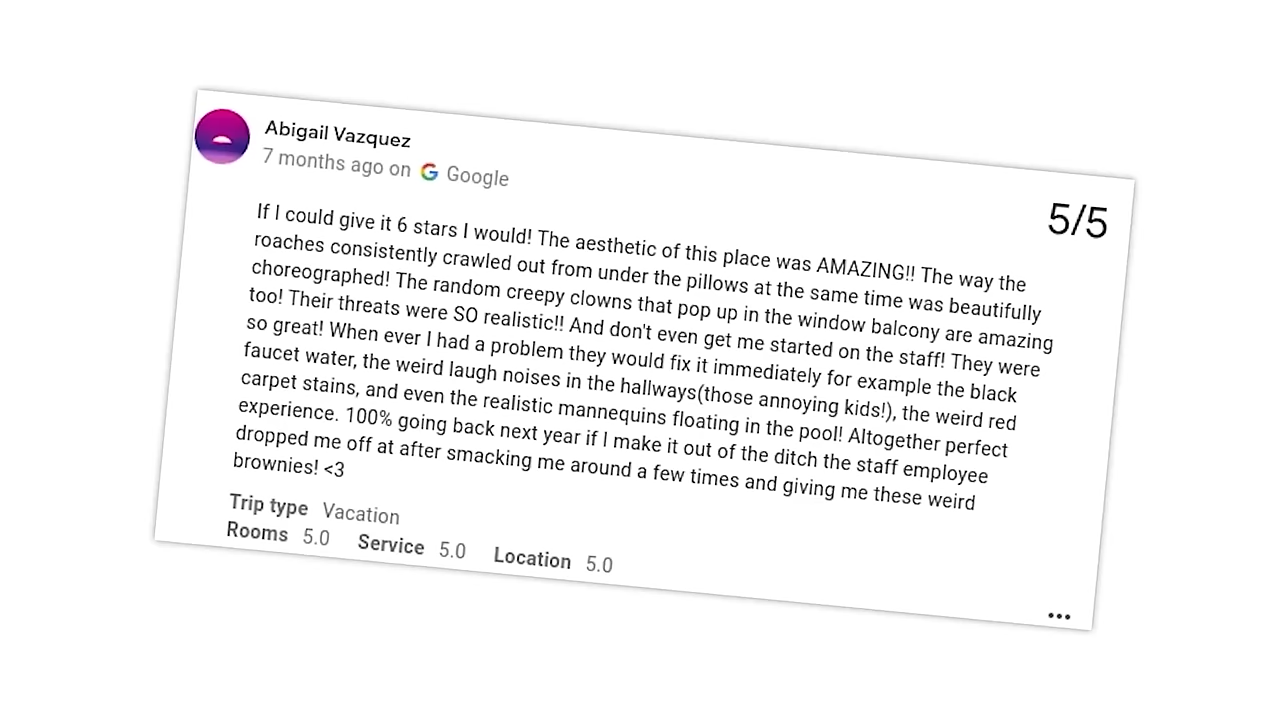 Abigail Vazquez
7 months ago on Google
5/5
If I could give it 6 stars I would! The aesthetic of this place was AMAZING!! The way the
roaches consistently crawled out from under the pillows at the same time was beautifully
choreographed! The random creepy clowns that pop up in the window balcony are amazing
too! Their threats were SO realistic!! And don't even get me started on the staff! They were
so great! When ever I had a problem they would fix it immediately for example the black
faucet water, the weird laugh noises in the hallways(those annoying kids!), the weird red
carpet stains, and even the realistic mannequins floating in the pool! Altogether perfect
experience. 100% going back next year if I make it out of the ditch the staff employee
dropped me off at after smacking me around a few times and giving me these weird
brownies! <3
Trip type Vacation
Rooms 5.0 Service 5.0 Location 5.0